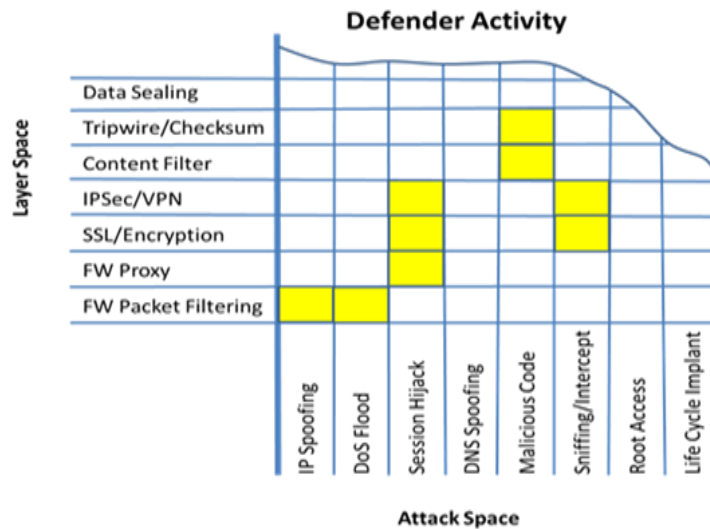 Defender Activity
Layer Space
Data Sealing
Tripwire/Checksum
Content Filter
IPSec/VPN
SSL/Encryption
FW Proxy
FW Packet Filtering
IP Spoofing
DoS Flood
Session Hijack
DNS Spoofing
Malicious Code
Sniffing/Intercept
Root Access
Life Cycle Implant
Attack Space